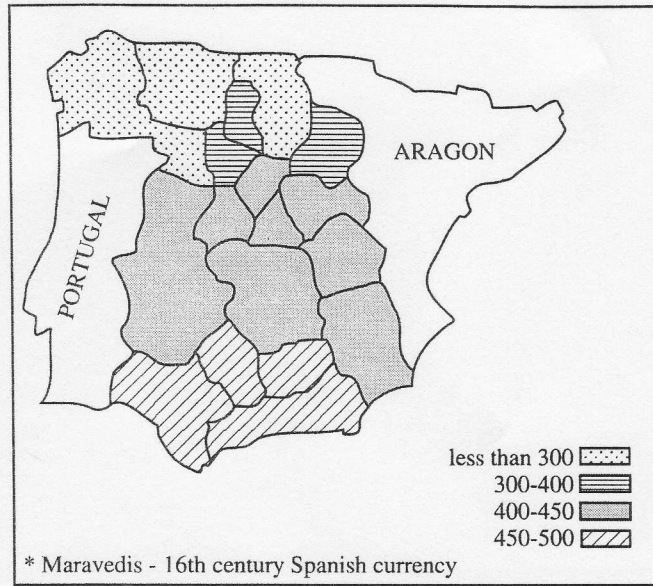 ARAGON
PORTUGAL
less than 300
300-400
400-450
450-500
* Maravedis - 16th century Spanish currency